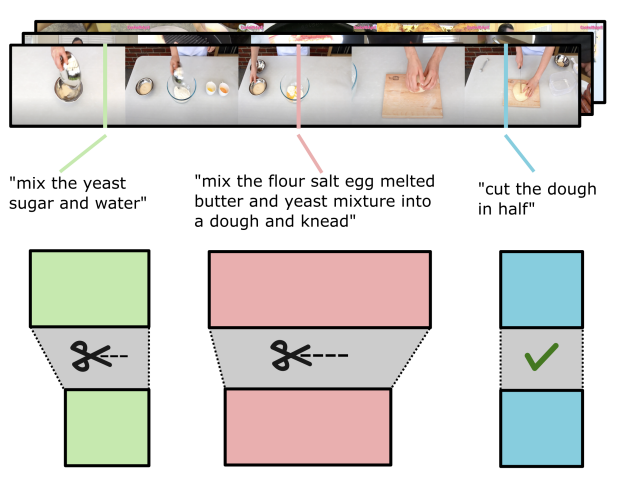 "mix the yeast
sugar and water"
"mix the flour salt egg melted
butter and yeast mixture into
a dough and knead"
"cut the dough
in half"